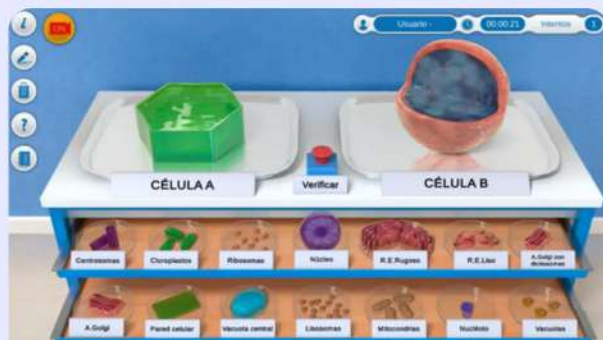 ON
Usuario -
00:00:21
Intentos
1
CÉLULA A
Verificar
CÉLULA B
Centrosomas
Cloroplastos
Ribosomas
Núcleo
R.E.Rugoso
R.E.Liso
A.Golgi con
A.Golgi
Pared celular
Vacuola central
Lisosomas
Mitocondrias
Nucléolo
Vacuolas